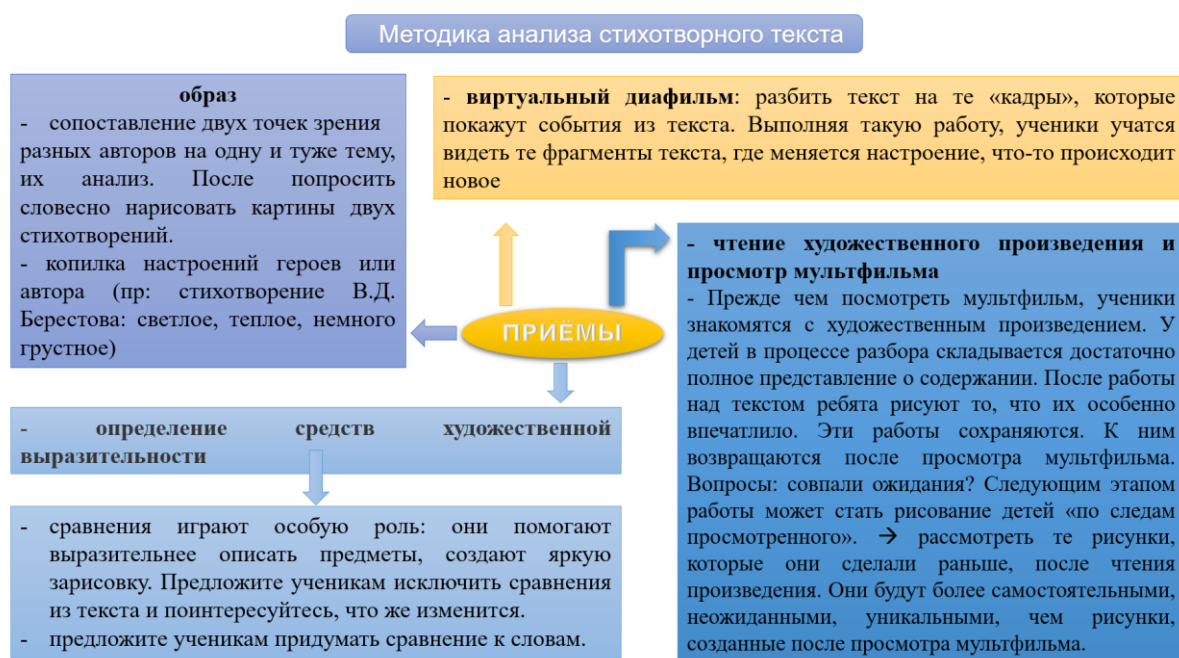 Методика анализа стихотворного текста
образ
- сопоставление двух точек зрения
разных авторов на одну и туже тему,
их анализ. После попросить
словесно нарисовать картины двух
стихотворений.
- копилка настроений героев или
автора (пр: стихотворение В.Д.
Берестова: светлое, теплое, немного
грустное)
- виртуальный диафильм: разбить текст на те «кадры», которые
покажут события из текста. Выполняя такую работу, ученики учатся
видеть те фрагменты текста, где меняется настроение, что-то происходит
новое
ПРИЁМЫ
- чтение художественного произведения и
просмотр мультфильма
- Прежде чем посмотреть мультфильм, ученики
знакомятся с художественным произведением. У
детей в процессе разбора складывается достаточно
полное представление о содержании. После работы
над текстом ребята рисуют то, что их особенно
впечатлило. Эти работы сохраняются. К ним
возвращаются после просмотра мультфильма.
Вопросы: совпали ожидания? Следующим этапом
работы может стать рисование детей «по следам
просмотренного». → рассмотреть те рисунки,
которые они сделали раньше, после чтения
произведения. Они будут более самостоятельными,
неожиданными, уникальными, чем рисунки,
созданные после просмотра мультфильма.
- определение средств художественной
выразительности
- сравнения играют особую роль: они помогают
выразительнее описать предметы, создают яркую
зарисовку. Предложите ученикам исключить сравнения
из текста и поинтересуйтесь, что же изменится.
- предложите ученикам придумать сравнение к словам.